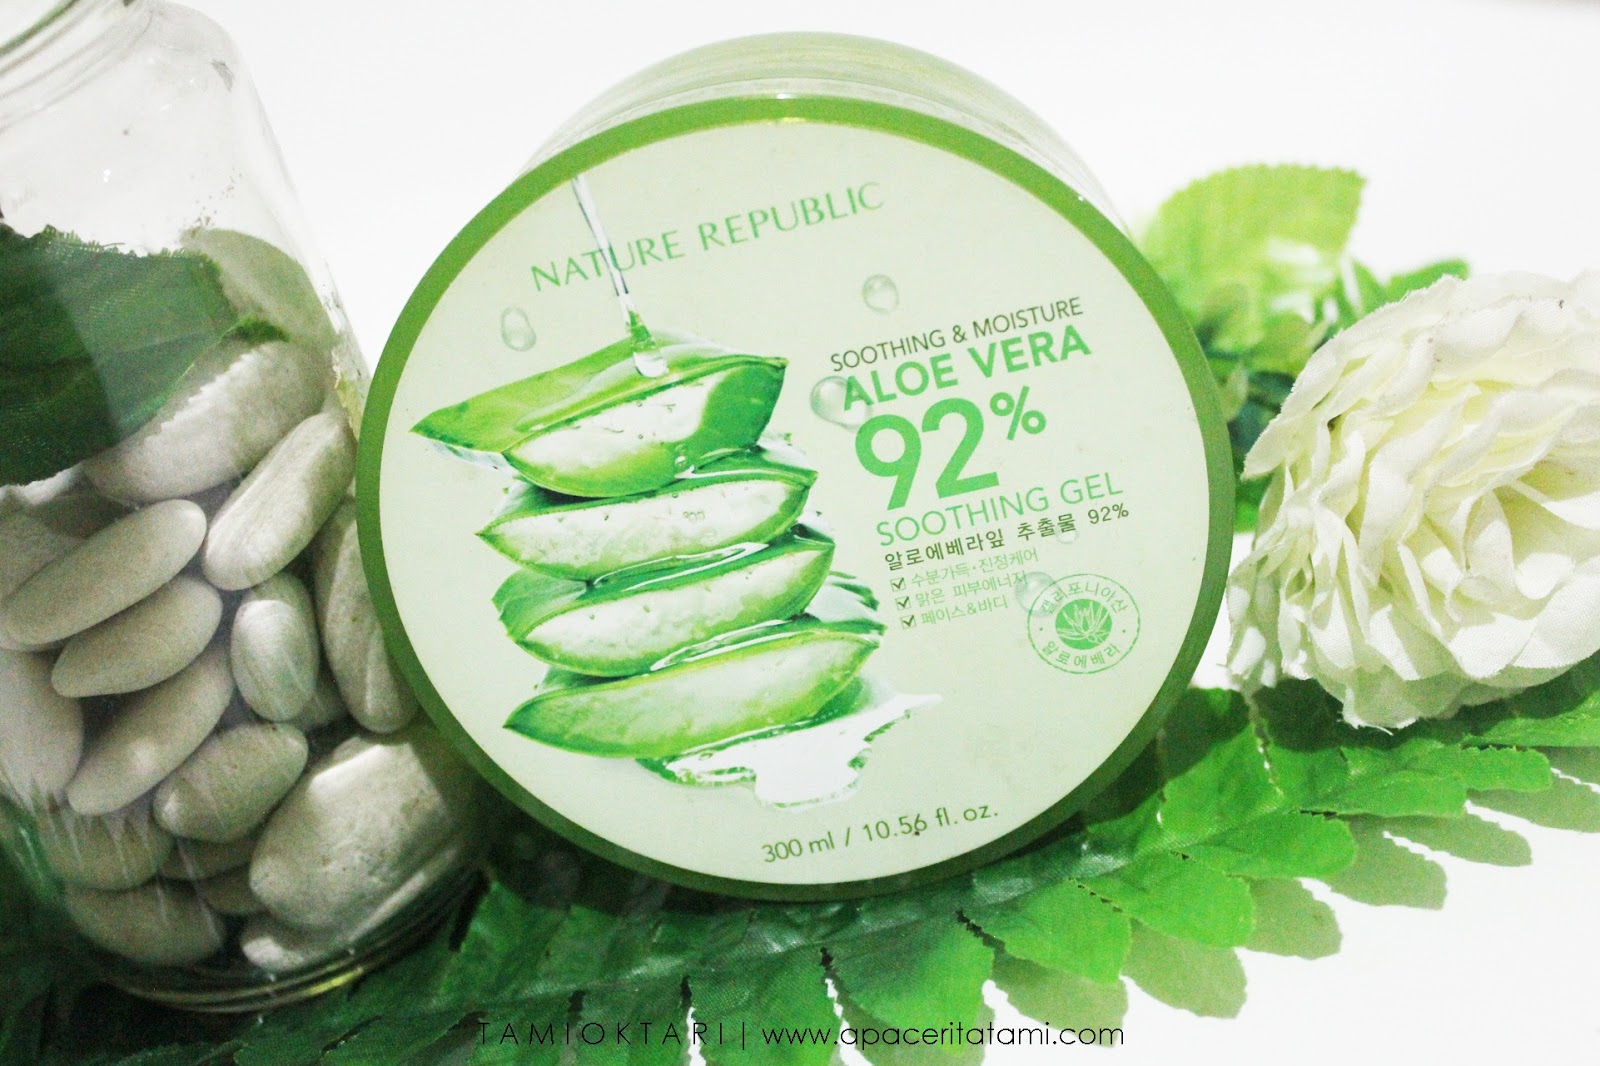 NATURE REPUBLIC
SOOTHING & MOISTURE
ALOE VERA
92%
SOOTHING GEL
알로에베라잎 추출물 92%
수분가득·진정케어
맑은 피부에너지
페이스&바디
캘리포니아산
알로에베라
300 ml / 10.56 fl. oz.
TAMIOKTARI | www.apaceritatami.com